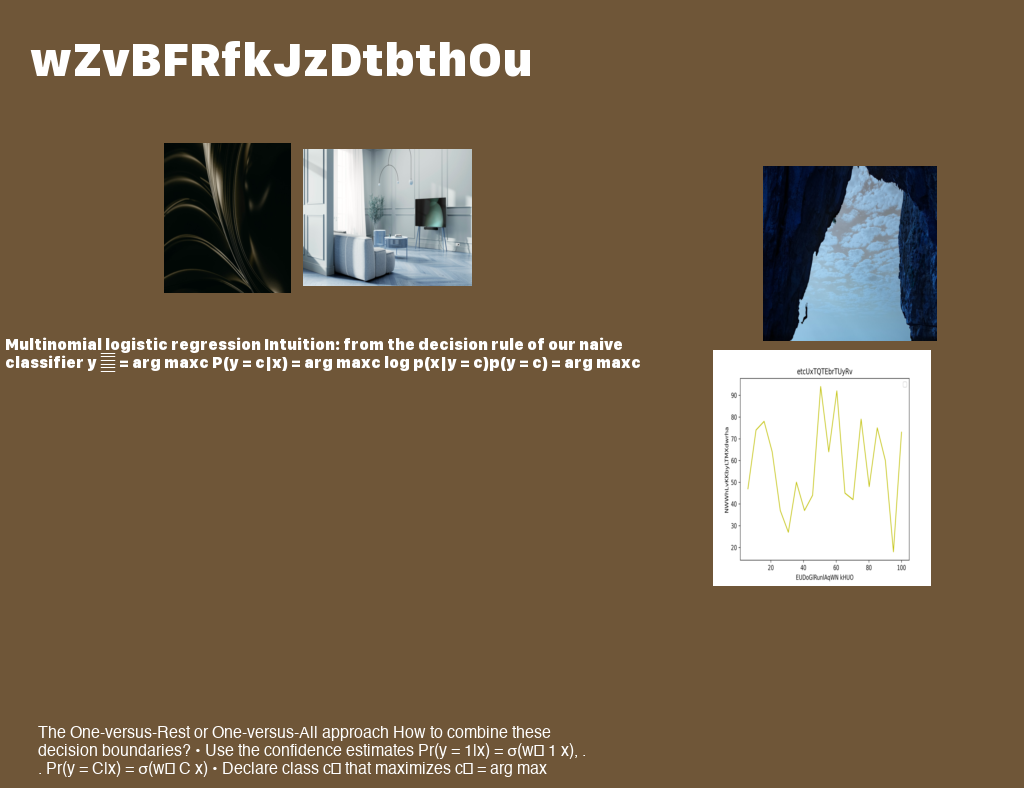 wZvBFRfkJzDtbthOu
Multinomial logistic regression Intuition: from the decision rule of our naive
classifier y = arg maxc P(y = c|x) = arg maxc log p(x|y = c)p(y = c) = arg maxc
etcUxTQTEbrTUyRv
90
80
70
60
50
40
30
20
20 40 60 80 100
The One-versus-Rest or One-versus-All approach How to combine these
decision boundaries? • Use the confidence estimates Pr(y = 1|x) = σ(w□ 1 x), .
. Pr(y = C|x) = σ(w□ C x) • Declare class c□ that maximizes c□ = arg max